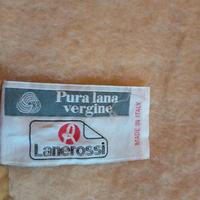 Pura lana
vergine
Lanerossi
MADE IN ITALY